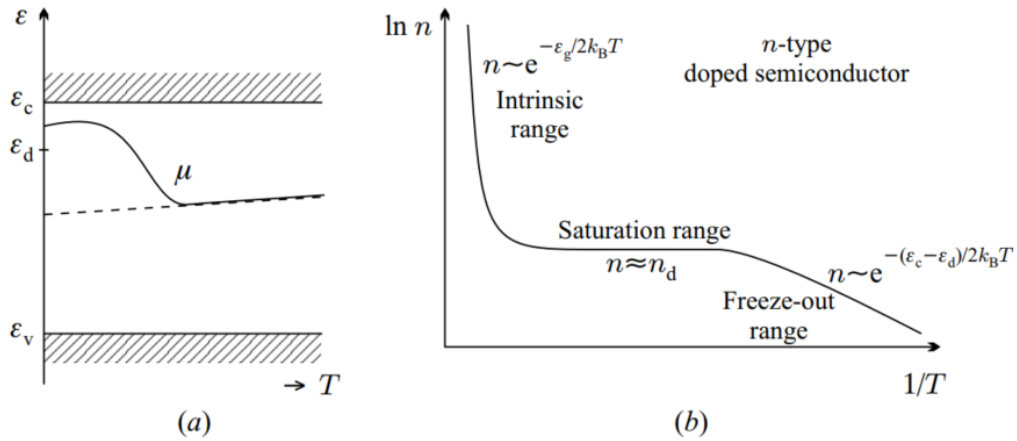 ε
ε_c
ε_d
μ
ε_v
→ T
(a)
ln n
n~e^{-ε_g/2k_BT}
Intrinsic
range
n-type
doped semiconductor
Saturation range
n≈n_d
n~e^{-(ε_c-ε_d)/2k_BT}
Freeze-out
range
1/T
(b)